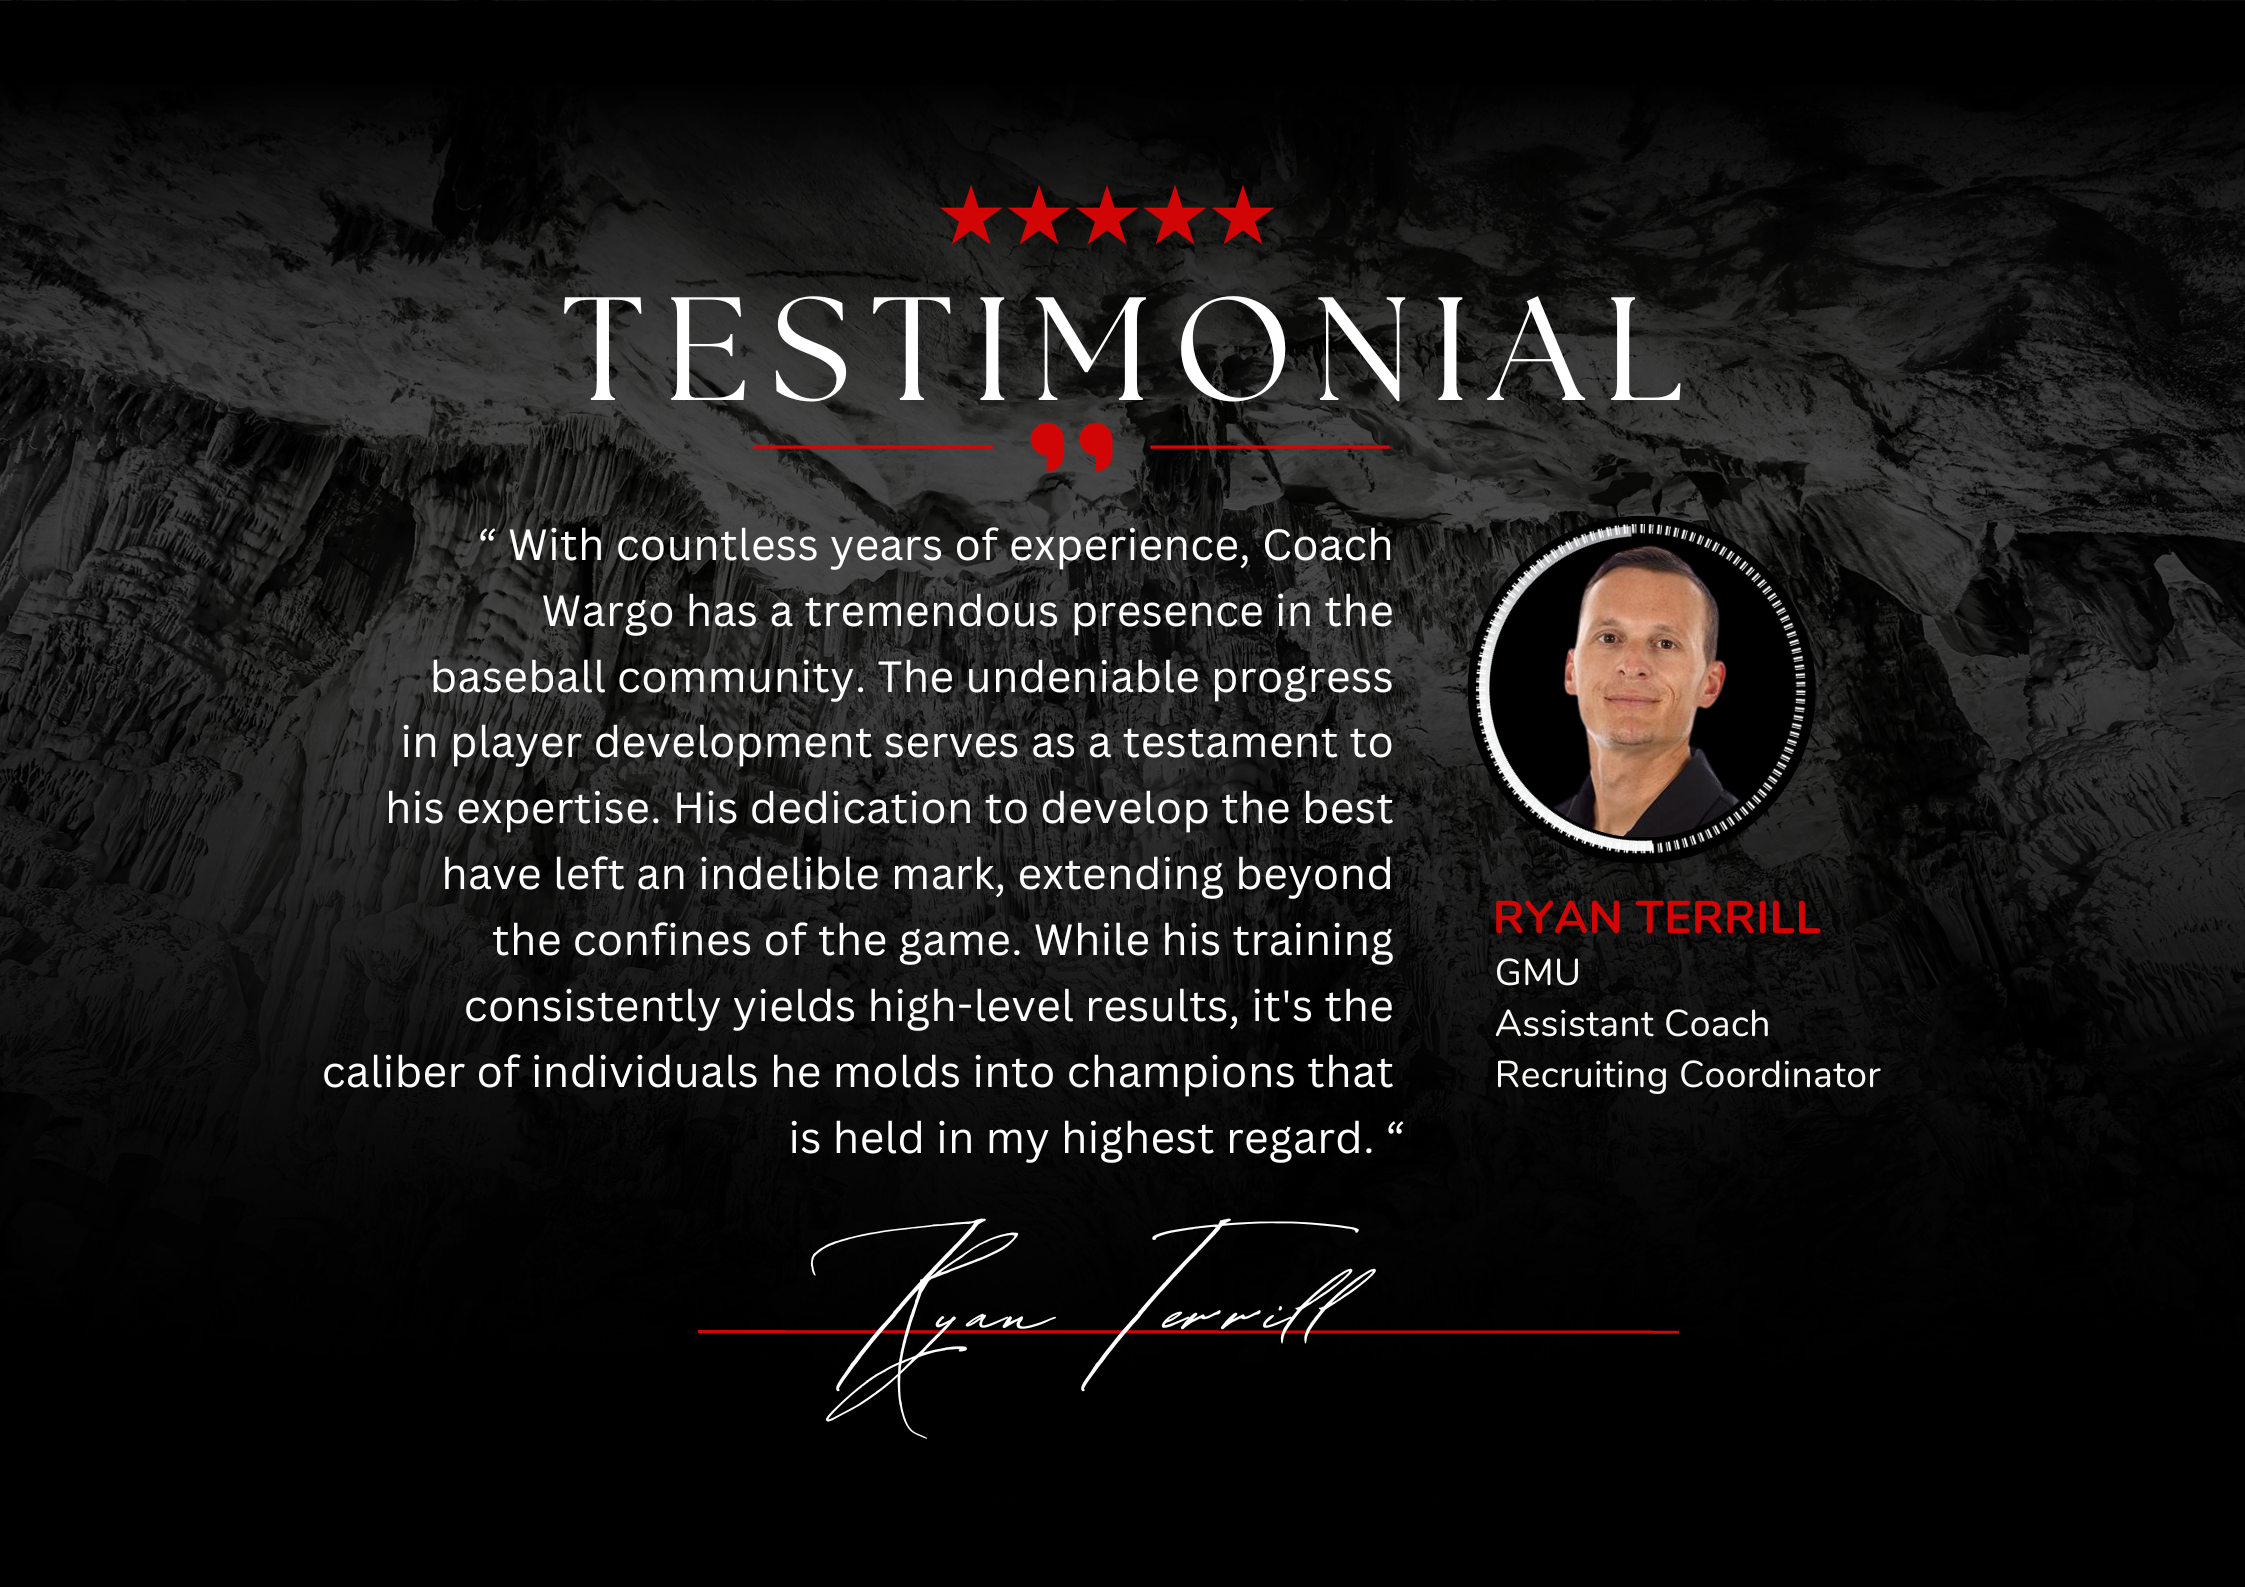 TESTIMONIAL
“ With countless years of experience, Coach
Wargo has a tremendous presence in the
baseball community. The undeniable progress
in player development serves as a testament to
his expertise. His dedication to develop the best
have left an indelible mark, extending beyond
the confines of the game. While his training
consistently yields high-level results, it's the
caliber of individuals he molds into champions that
is held in my highest regard. “
RYAN TERRILL
GMU
Assistant Coach
Recruiting Coordinator
Ryan Terrill